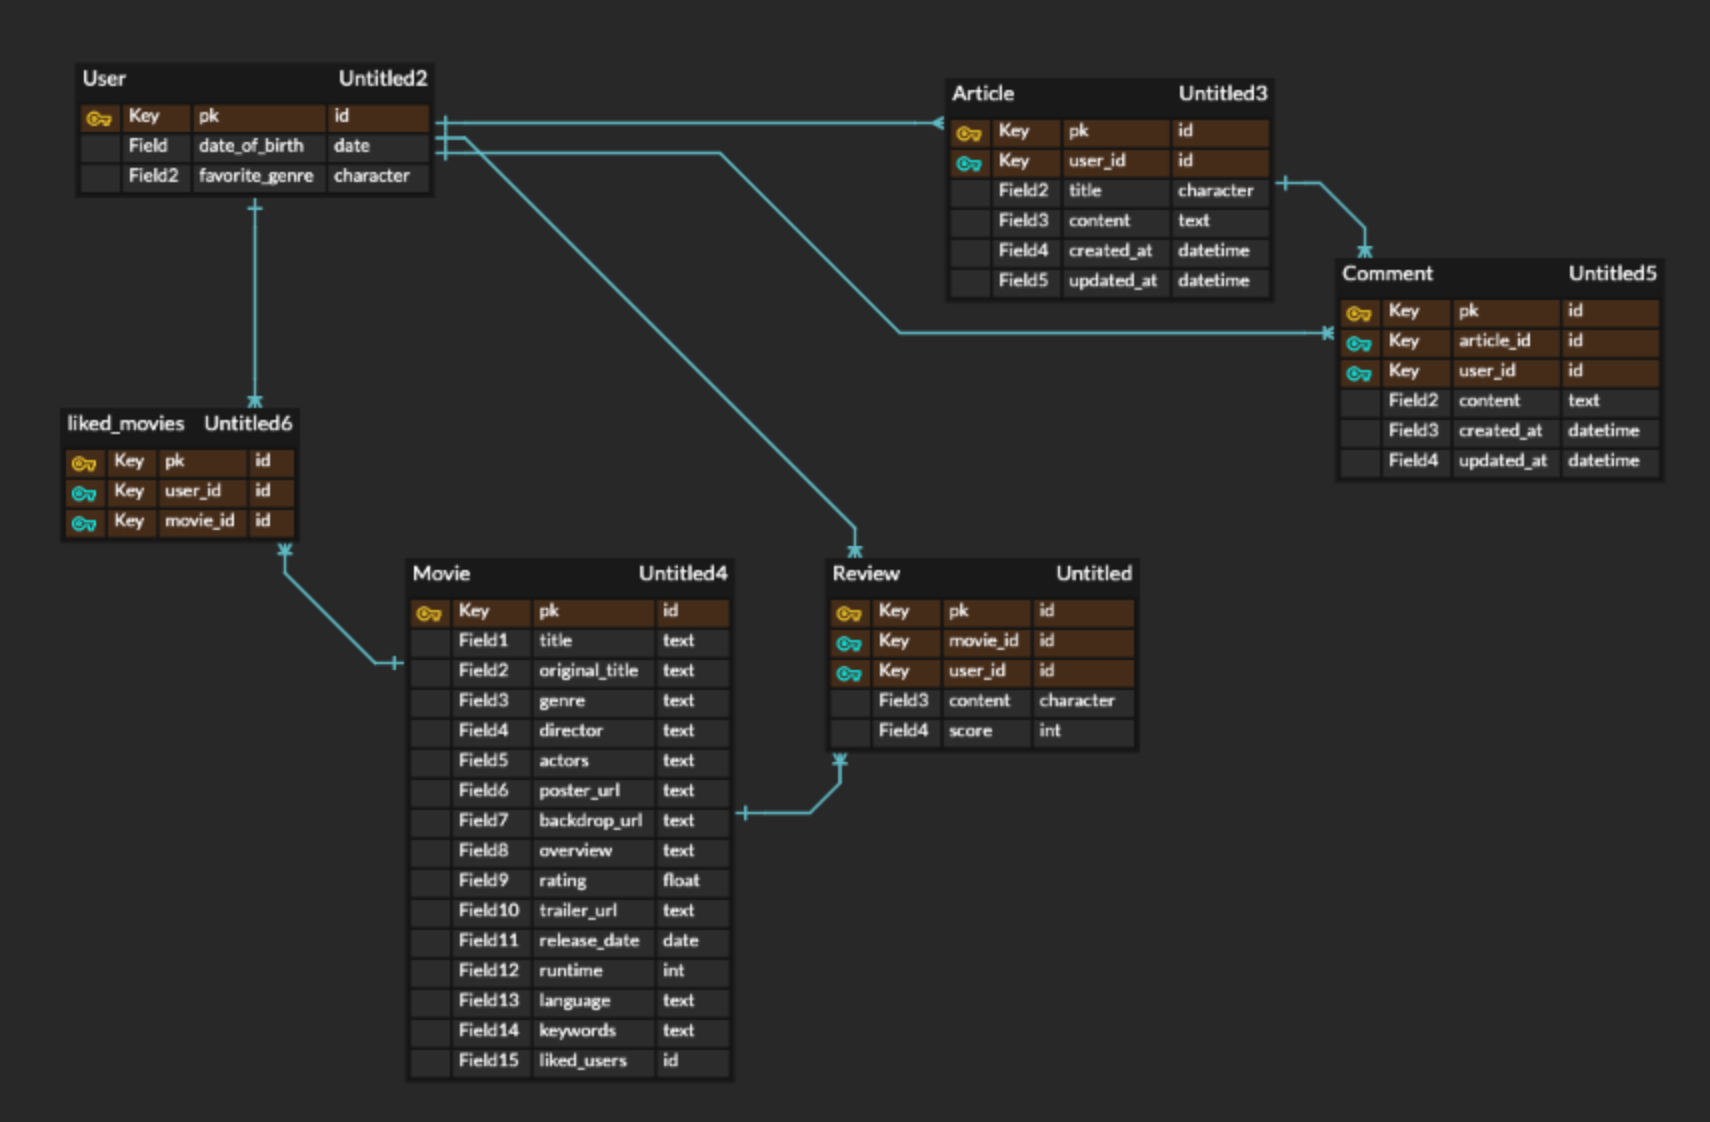 User Untitled2
Key pk id
Field date_of_birth date
Field2 favorite_genre character
Article Untitled3
Key pk id
Key user_id id
Field2 title character
Field3 content text
Field4 created_at datetime
Field5 updated_at datetime
Comment Untitled5
Key pk id
Key article_id id
Key user_id id
Field2 content text
Field3 created_at datetime
Field4 updated_at datetime
liked_movies Untitled6
Key pk id
Key user_id id
Key movie_id id
Movie Untitled4
Key pk id
Field1 title text
Field2 original_title text
Field3 genre text
Field4 director text
Field5 actors text
Field6 poster_url text
Field7 backdrop_url text
Field8 overview text
Field9 rating float
Field10 trailer_url text
Field11 release_date date
Field12 runtime int
Field13 language text
Field14 keywords text
Field15 liked_users id
Review Untitled
Key pk id
Key movie_id id
Key user_id id
Field3 content character
Field4 score int